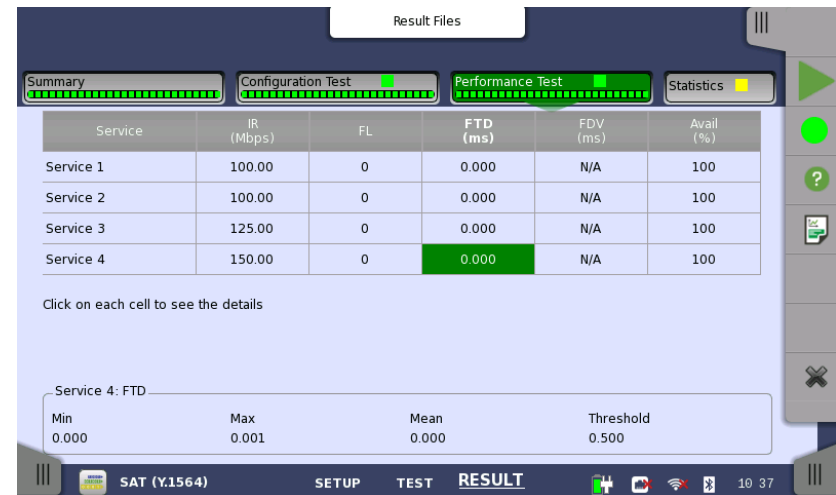 Result Files
Summary
Configuration Test
Performance Test
Statistics
Service IR (Mbps) FL FTD (ms) FDV (ms) Avail (%)
Service 1 100.00 0 0.000 N/A 100
Service 2 100.00 0 0.000 N/A 100
Service 3 125.00 0 0.000 N/A 100
Service 4 150.00 0 0.000 N/A 100
Click on each cell to see the details
Service 4: FTD
Min Max Mean Threshold
0.000 0.001 0.000 0.500
SAT (Y.1564) SETUP TEST RESULT 10 37
?